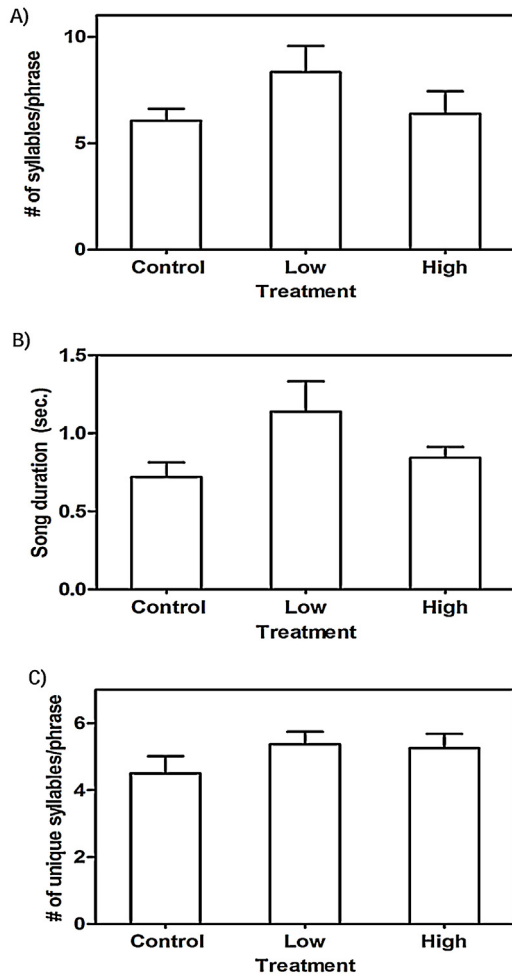 A)
# of syllables/phrase
10
5
0
Control Low High
Treatment
B)
Song duration (sec.)
1.5
1.0
0.5
0.0
Control Low High
Treatment
C)
# of unique syllables/phrase
6
4
2
0
Control Low High
Treatment